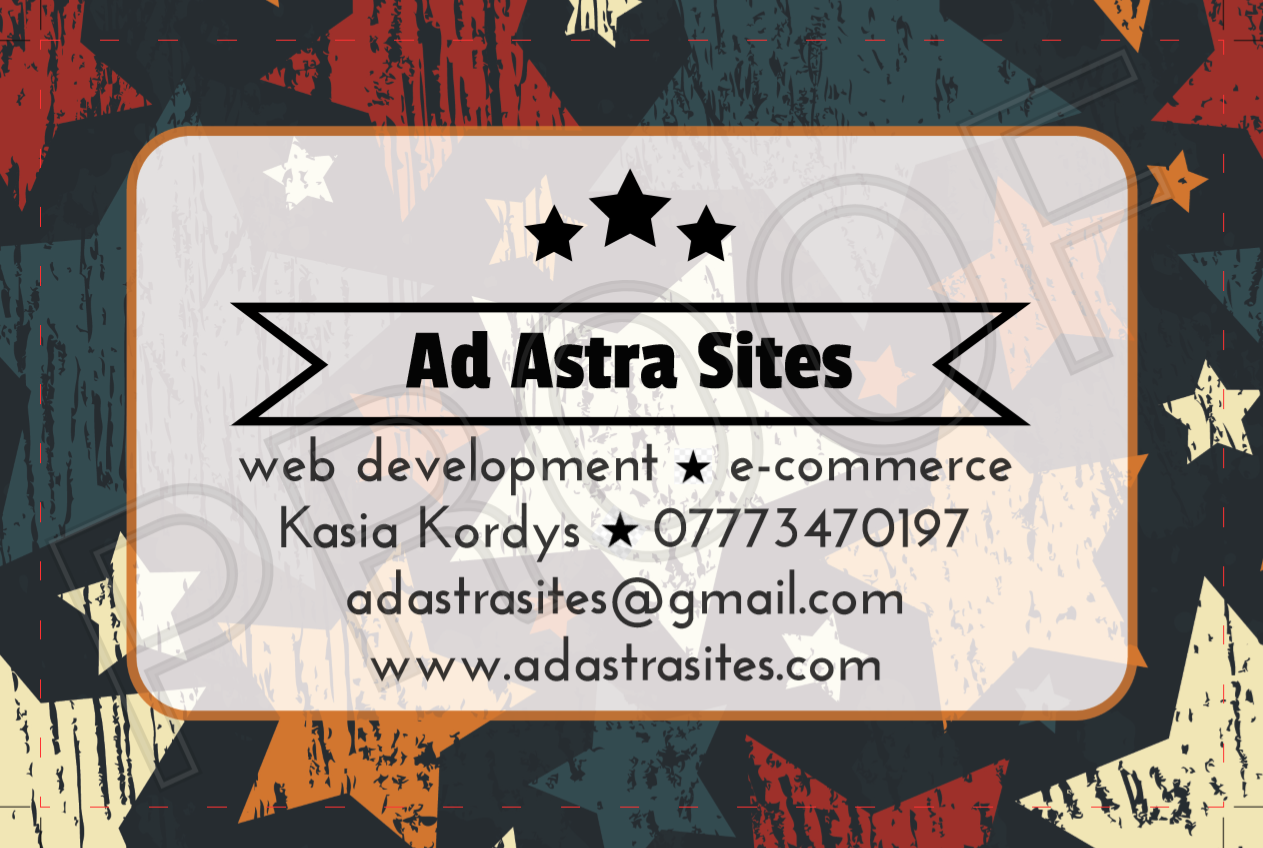 Ad Astra Sites
web development ★ e-commerce
Kasia Kordys ★ 07773470197
adastrasites@gmail.com
www.adastrasites.com
PROOF